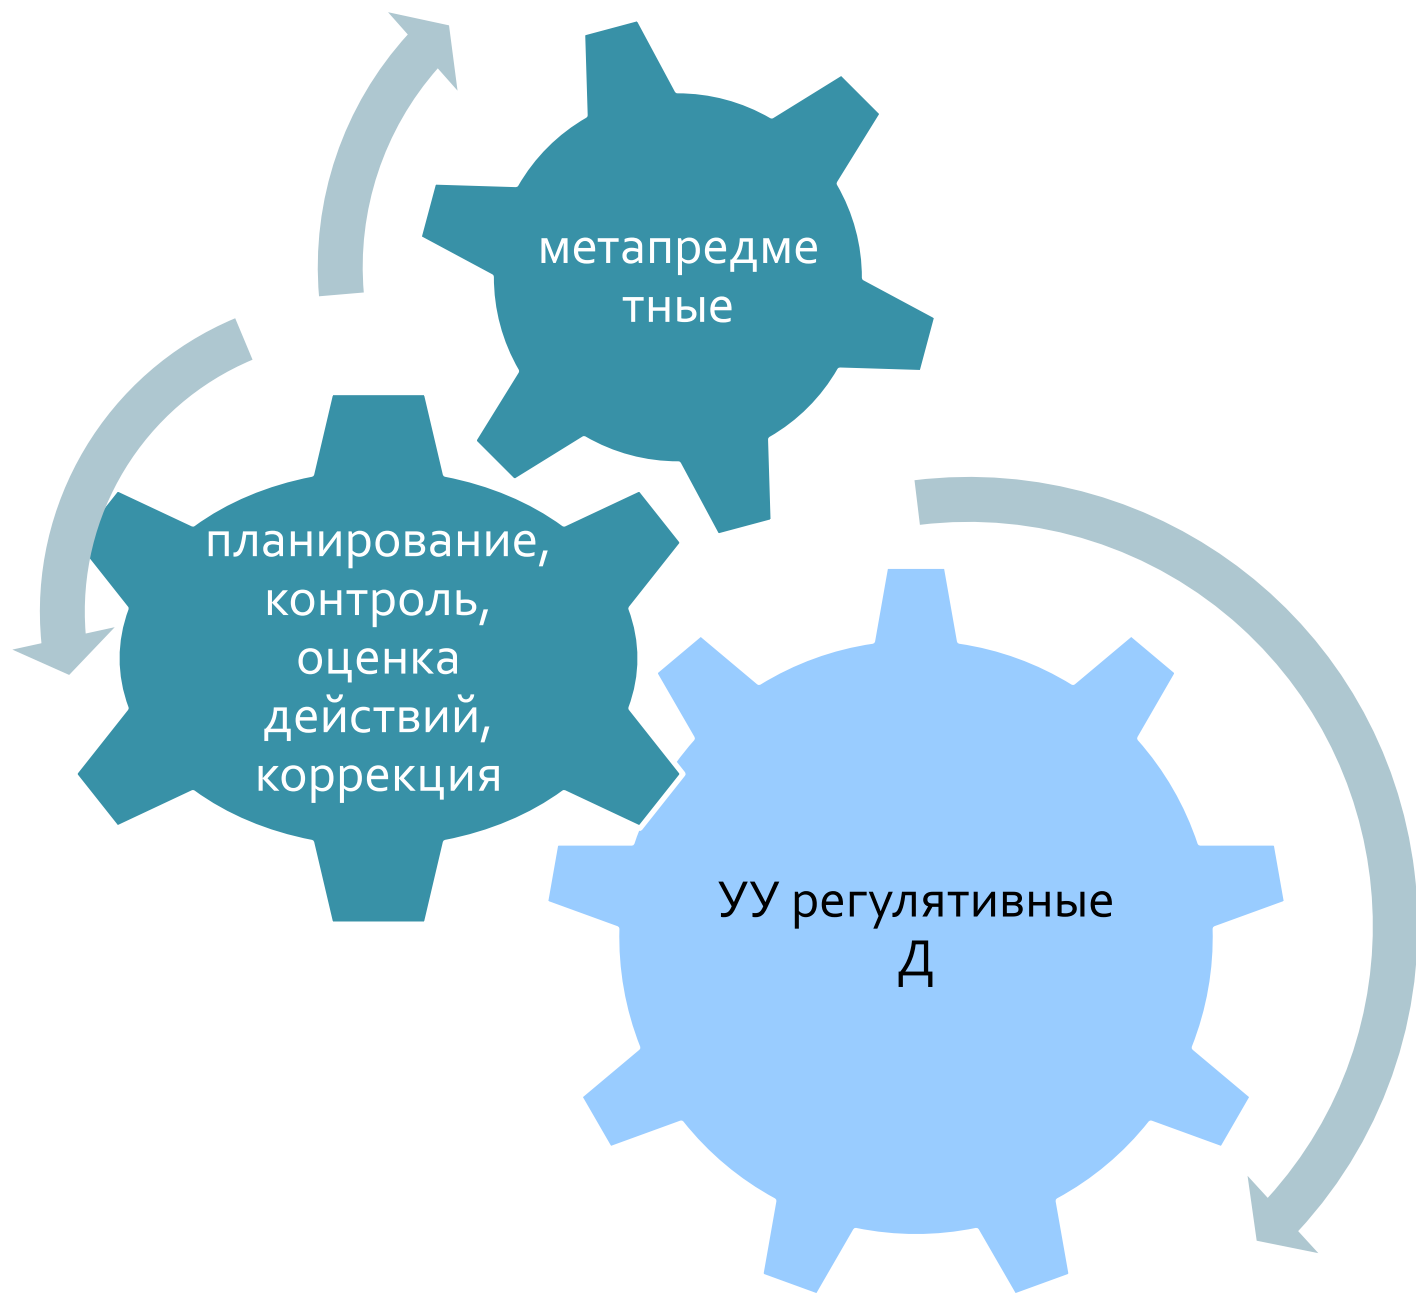 метапредме
тные
планирование,
контроль,
оценка
действий,
коррекция
УУ регулятивные
Д